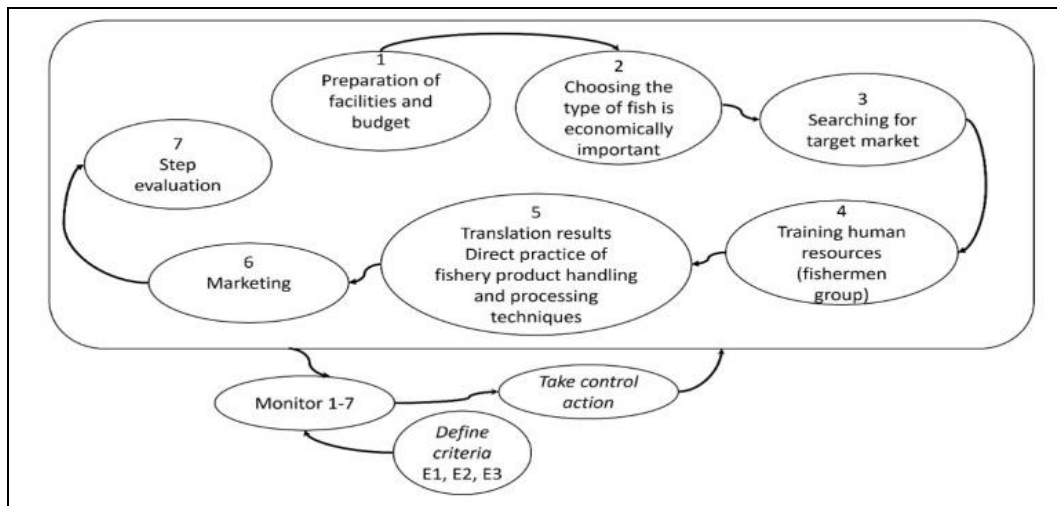 1
Preparation of
facilities and
budget
2
Choosing the
type of fish is
economically
important
3
Searching for
target market
4
Training human
resources
(fishermen
group)
5
Translation results
Direct practice of
fishery product handling
and processing
techniques
6
Marketing
7
Step
evaluation
Monitor 1-7
Take control
action
Define
criteria
E1, E2, E3